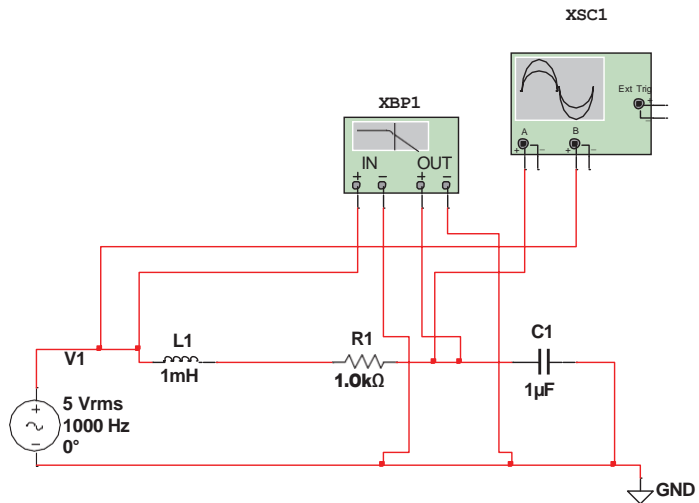 XSC1
Ext Trig
+
−
A
B
+ −
+ −
XBP1
IN OUT
+ − + −
V1
L1
1mH
R1
1.0kΩ
C1
1µF
+
−
5 Vrms
1000 Hz
0°
GND